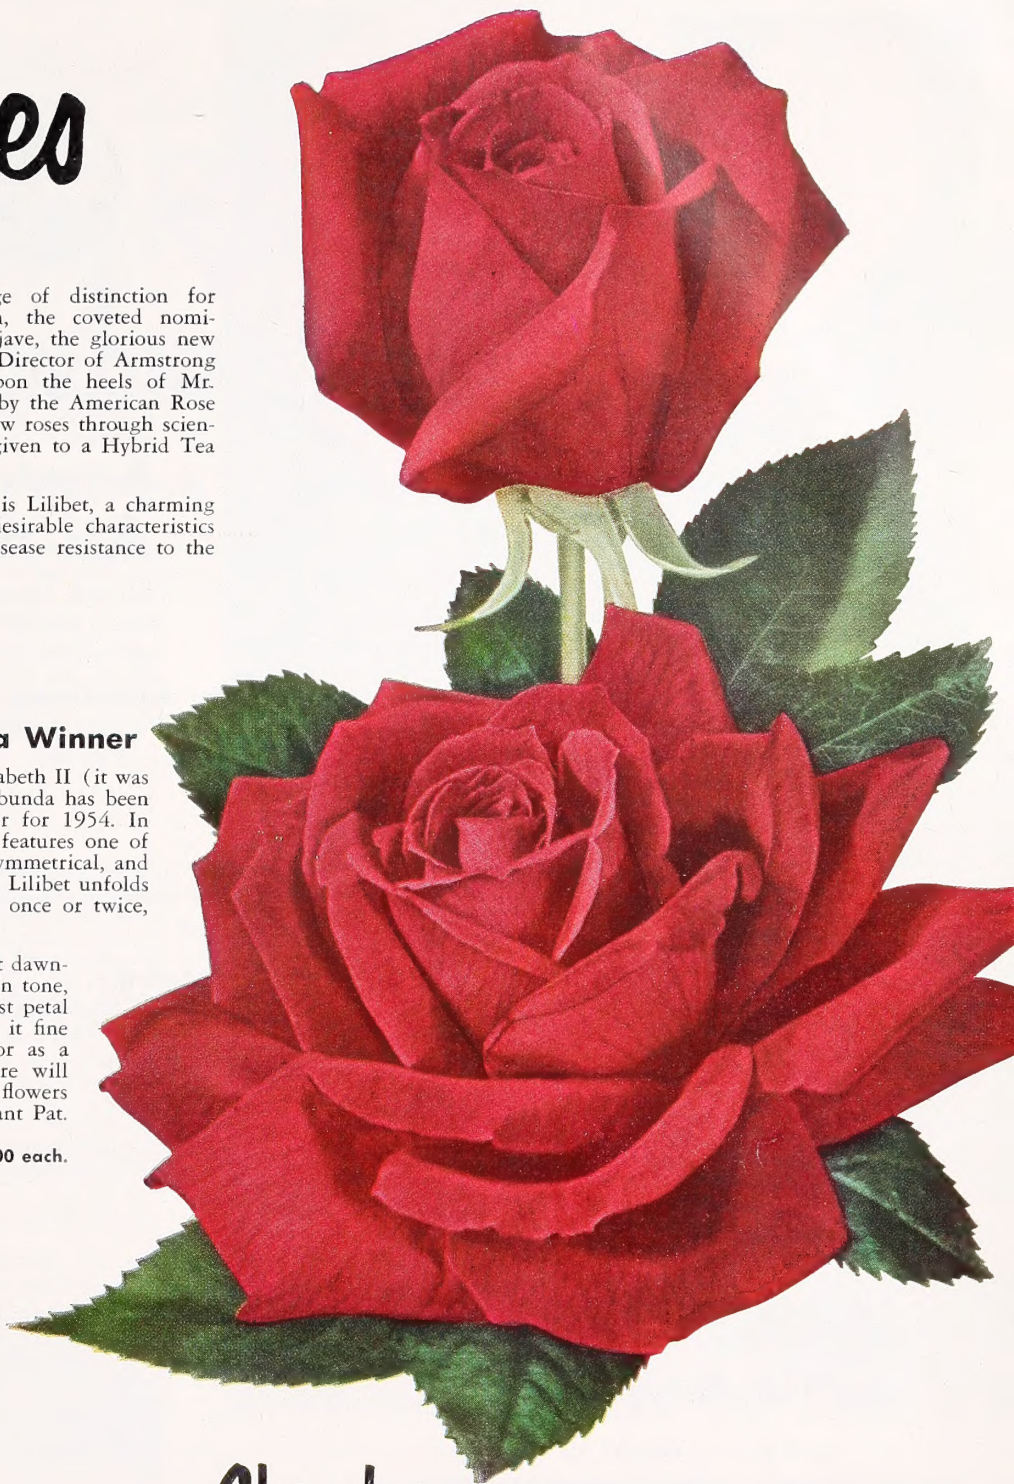 es
e of distinction for
, the coveted nomi-
jave, the glorious new
Director of Armstrong
on the heels of Mr.
by the American Rose
w roses through scien-
given to a Hybrid Tea
is Lilibet, a charming
esirable characteristics
sease resistance to the
a Winner
abeth II (it was
bunda has been
r for 1954. In
features one of
ymmetrical, and
Lilibet unfolds
once or twice,
t dawn-
n tone,
st petal
it fine
or as a
re will
flowers
ant Pat.
00 each.